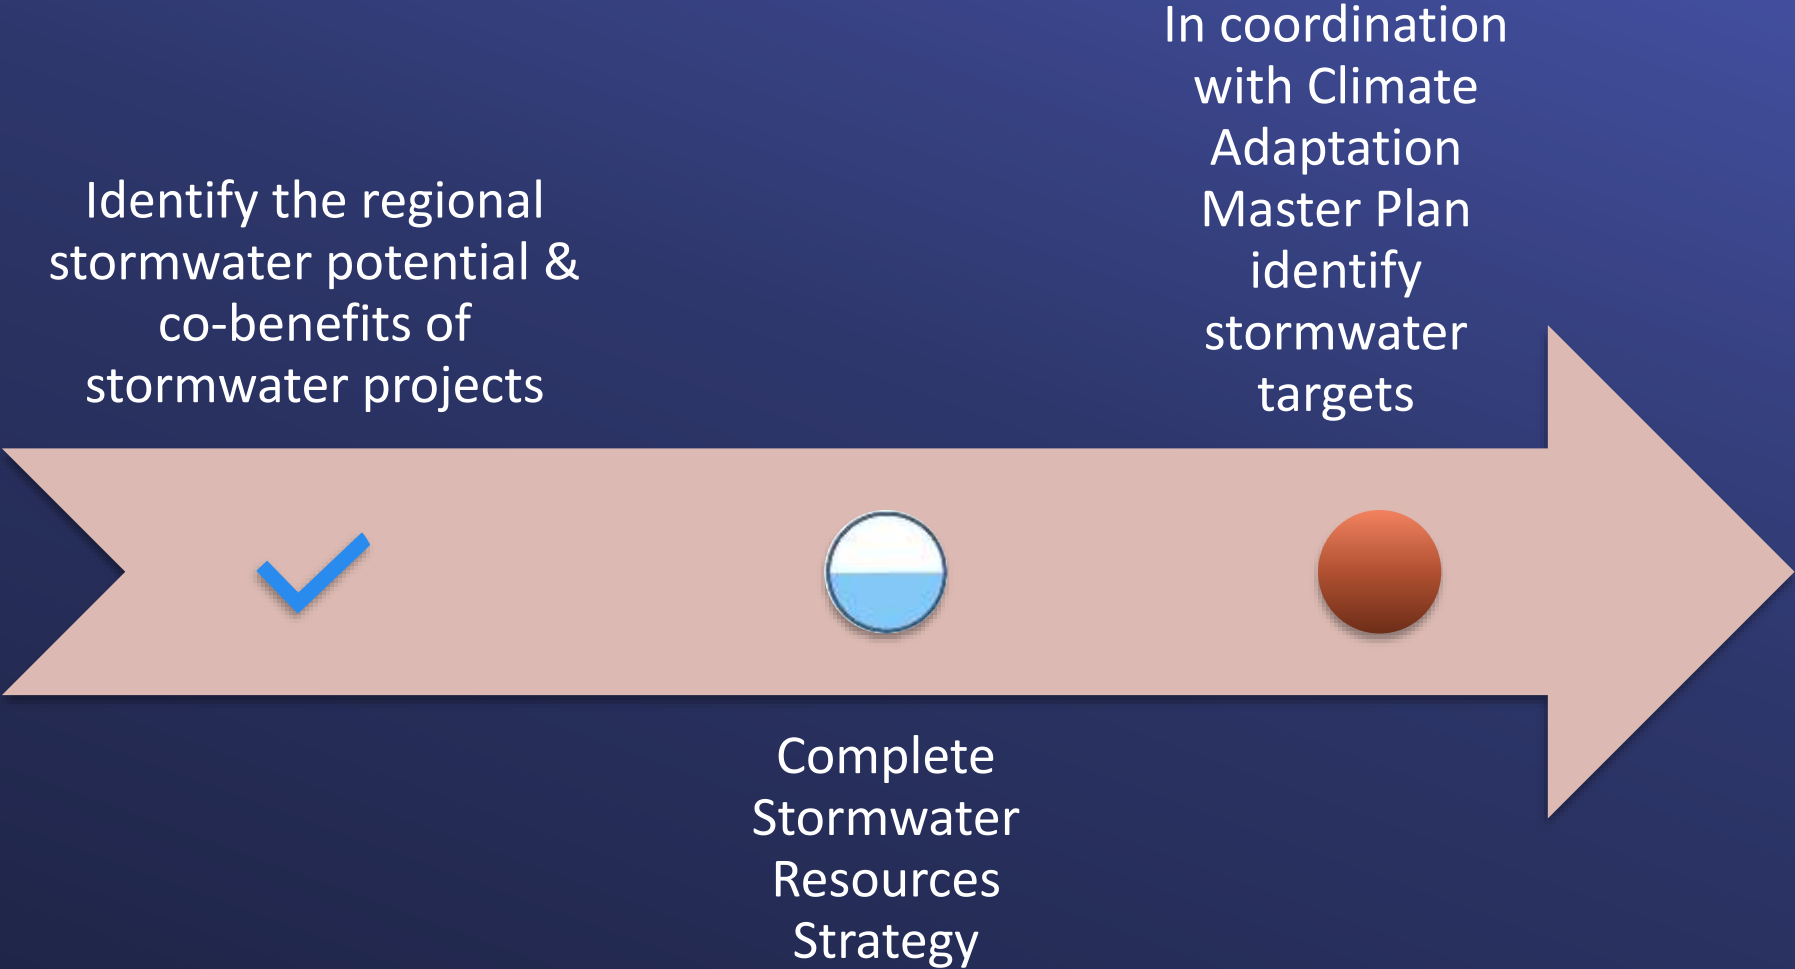 Identify the regional
stormwater potential &
co-benefits of
stormwater projects
Complete
Stormwater
Resources
Strategy
In coordination
with Climate
Adaptation
Master Plan
identify
stormwater
targets